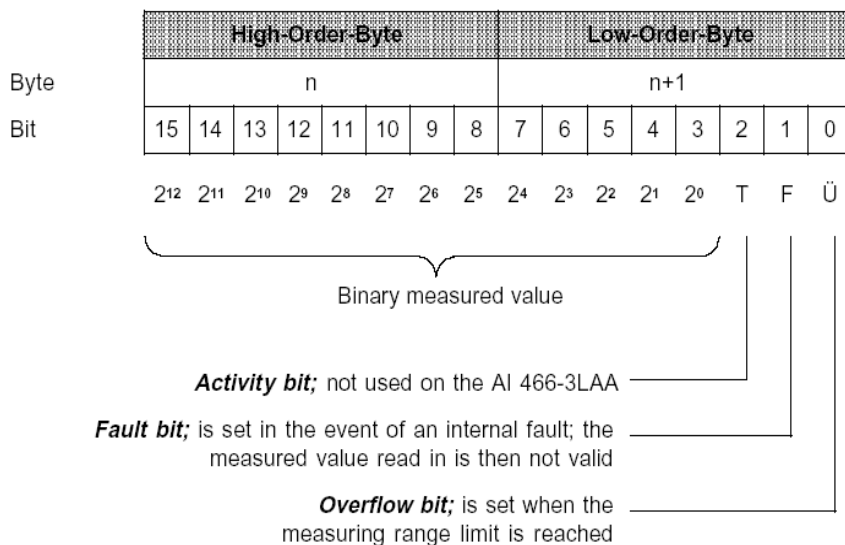 High-Order-Byte Low-Order-Byte
Byte n n+1
Bit 15 14 13 12 11 10 9 8 7 6 5 4 3 2 1 0
2¹² 2¹¹ 2¹⁰ 2⁹ 2⁸ 2⁷ 2⁶ 2⁵ 2⁴ 2³ 2² 2¹ 2⁰ T F Ü
Binary measured value
Activity bit; not used on the AI 466-3LAA
Fault bit; is set in the event of an internal fault; the
measured value read in is then not valid
Overflow bit; is set when the
measuring range limit is reached